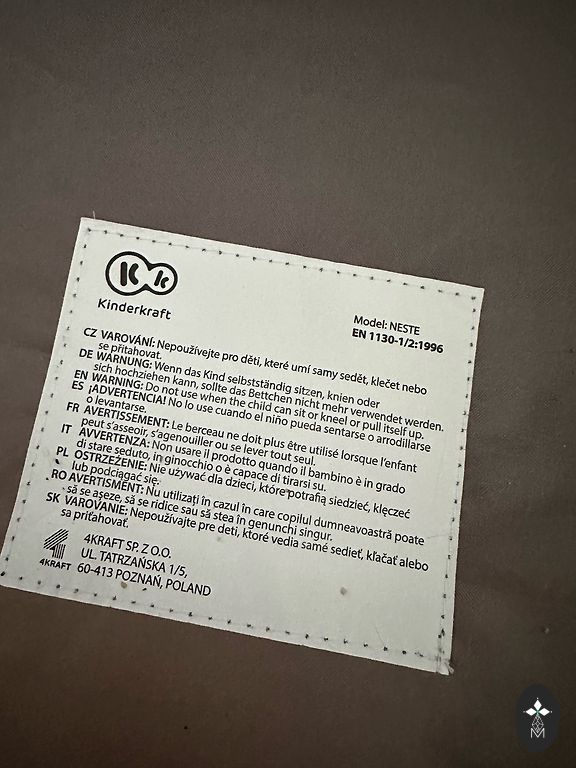 Kk
Kinderkraft
Model: NESTE
EN 1130-1/2:1996
CZ VAROVÁNÍ: Nepoužívejte pro děti, které umí samy sedět, klečet nebo
se přitahovat.
DE WARNUNG: Wenn das Kind selbstständig sitzen, knien oder
sich hochziehen kann, sollte das Bettchen nicht mehr verwendet werden.
EN WARNING: Do not use when the child can sit or kneel or pull itself up.
ES ¡ADVERTENCIA! No lo use cuando el niño pueda sentarse o arrodillarse
o levantarse.
FR AVERTISSEMENT: Le berceau ne doit plus être utilisé lorsque l'enfant
peut s'asseoir, s'agenouiller ou se lever tout seul.
IT AVVERTENZA: Non usare il prodotto quando il bambino è in grado
di stare seduto, in ginocchio o è capace di tirarsi su.
PL OSTRZEŻENIE: Nie używać dla dzieci, które potrafią siedzieć, klęczeć
lub podciągać się.
RO AVERTISMENT: Nu utilizați în cazul în care copilul dumneavoastră poate
să se așeze, să se ridice sau să stea în genunchi singur.
SK VAROVANIE: Nepoužívajte pre deti, ktoré vedia samé sedieť, kľačať alebo
sa priťahovať.
4KRAFT
4KRAFT SP. Z O.O.
UL. TATRZAŃSKA 1/5,
60-413 POZNAŃ, POLAND
M